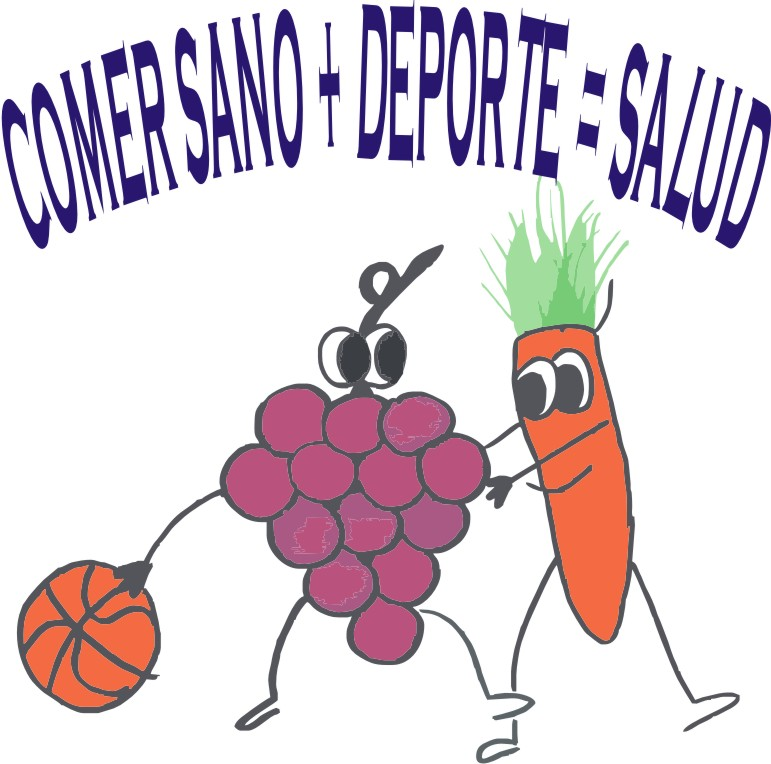 COMER SANO + DEPORTE = SALUD